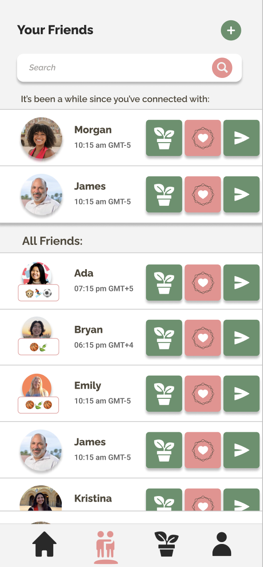 Your Friends
Search
It's been a while since you've connected with:
Morgan
10:15 am GMT-5
James
10:15 am GMT-5
All Friends:
Ada
07:15 pm GMT+5
Bryan
06:15 pm GMT+4
Emily
10:15 am GMT-5
James
10:15 am GMT-5
Kristina